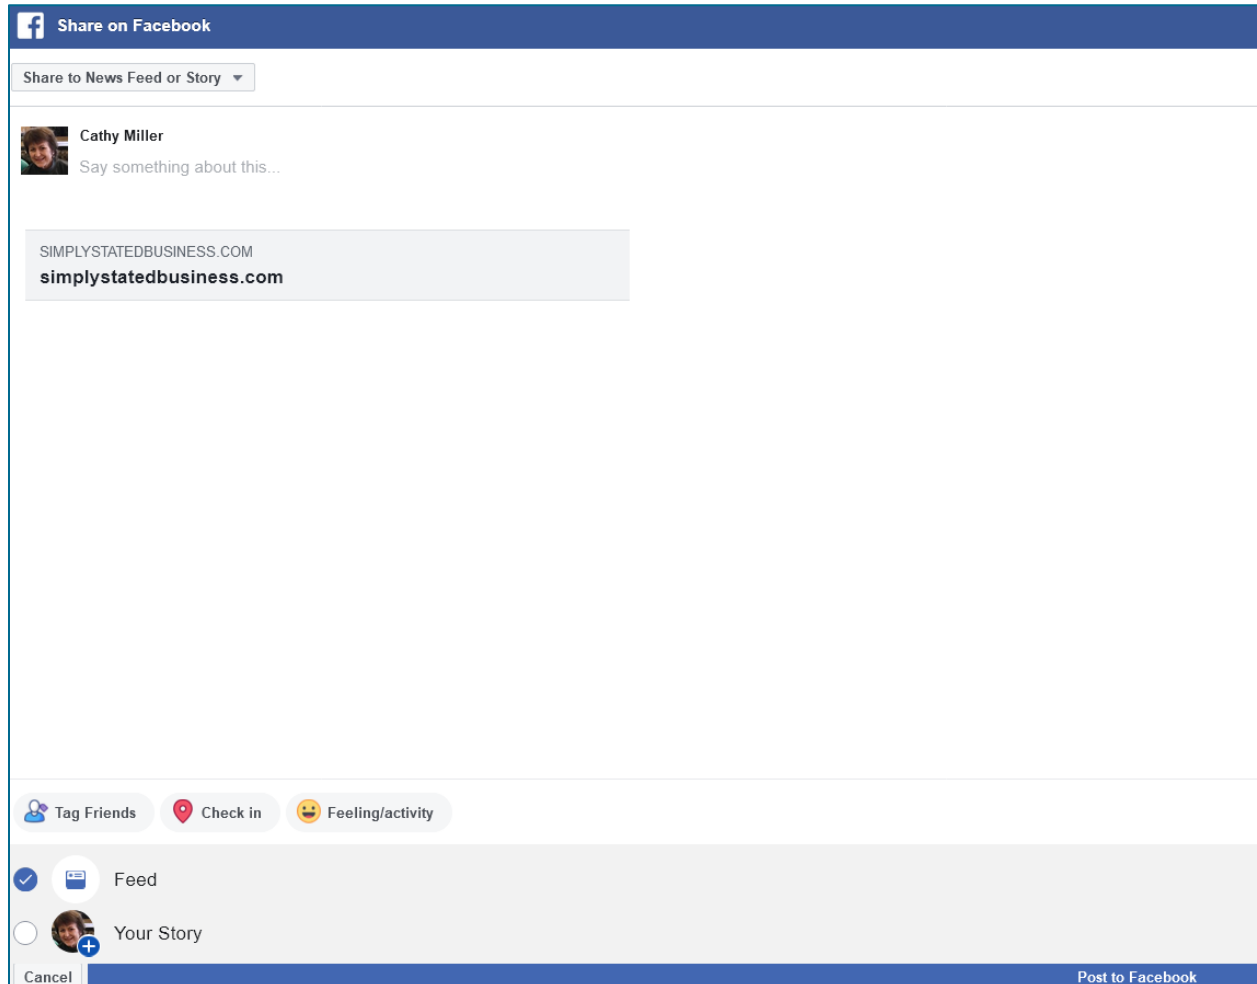 Share on Facebook
Share to News Feed or Story
Cathy Miller
Say something about this...
SIMPLYSTATEDBUSINESS.COM
simplystatedbusiness.com
Tag Friends Check in Feeling/activity
Feed
Your Story
Cancel Post to Facebook